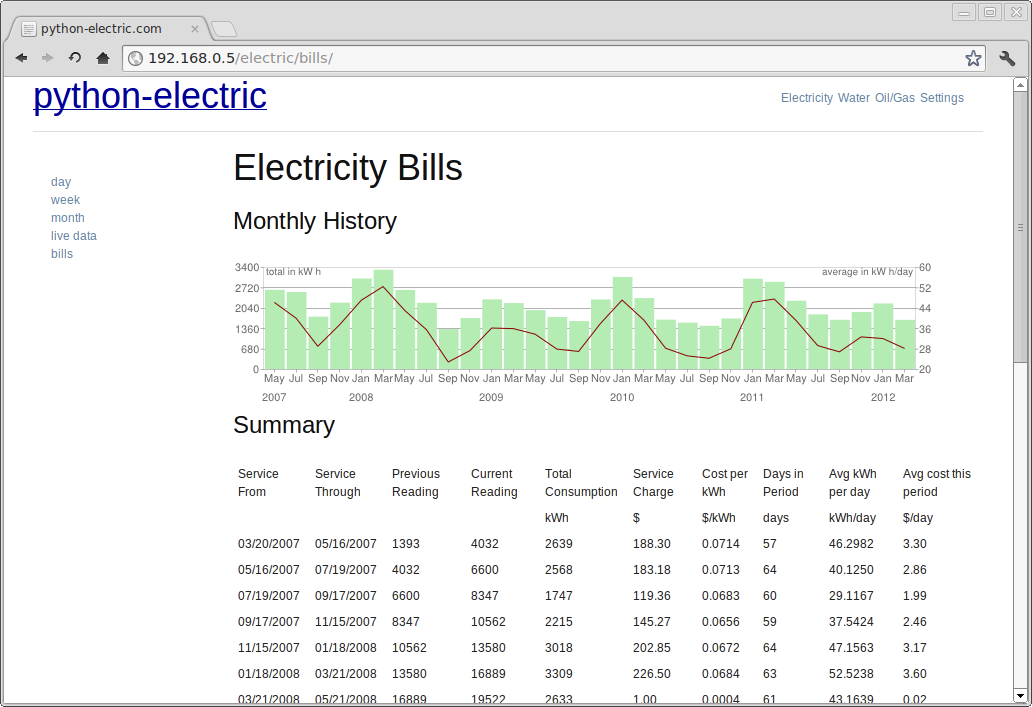 python-electric.com
192.168.0.5/electric/bills/
python-electric
Electricity Water Oil/Gas Settings
day
week
month
live data
bills
Electricity Bills
Monthly History
total in kW h
average in kW h/day
3400 60
2720 52
2040 44
1360 36
680 28
0 20
May Jul Sep Nov Jan Mar May Jul Sep Nov Jan Mar May Jul Sep Nov Jan Mar May Jul Sep Nov Jan Mar May Jul Sep Nov Jan Mar
2007 2008 2009 2010 2011 2012
Summary
Service Service Previous Current Total Service Cost per Days in Avg kWh Avg cost this
From Through Reading Reading Consumption Charge kWh Period per day period
kWh $ $/kWh days kWh/day $/day
03/20/2007 05/16/2007 1393 4032 2639 188.30 0.0714 57 46.2982 3.30
05/16/2007 07/19/2007 4032 6600 2568 183.18 0.0713 64 40.1250 2.86
07/19/2007 09/17/2007 6600 8347 1747 119.36 0.0683 60 29.1167 1.99
09/17/2007 11/15/2007 8347 10562 2215 145.27 0.0656 59 37.5424 2.46
11/15/2007 01/18/2008 10562 13580 3018 202.85 0.0672 64 47.1563 3.17
01/18/2008 03/21/2008 13580 16889 3309 226.50 0.0684 63 52.5238 3.60
03/21/2008 05/21/2008 16889 19522 2633 1.00 0.0004 61 43.1639 0.02